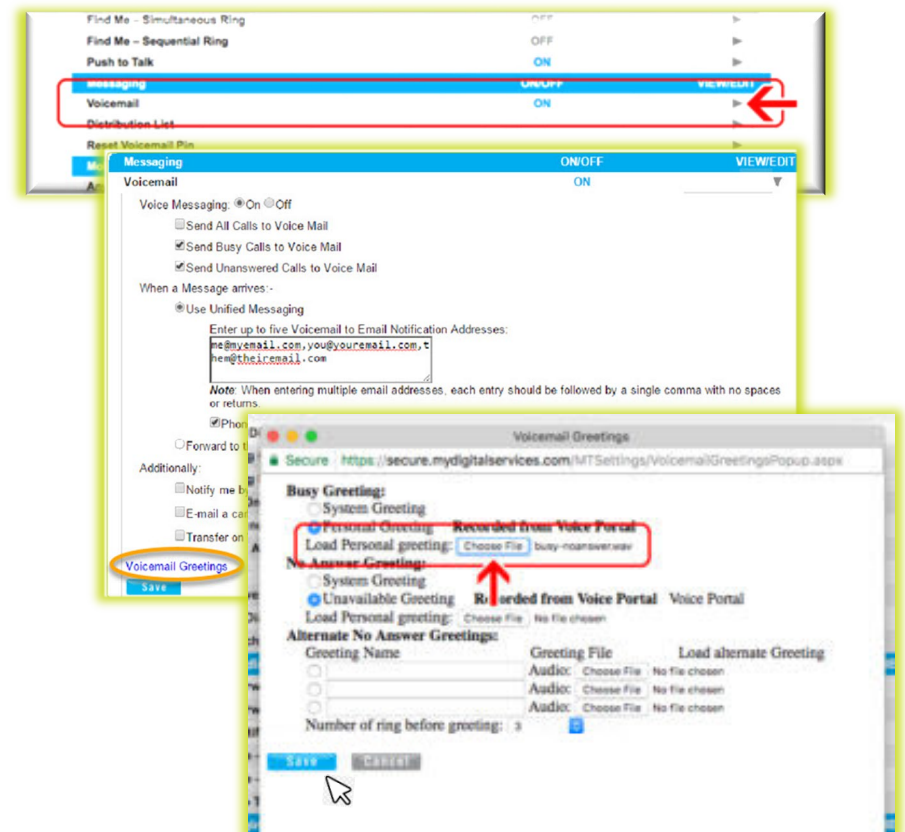 Find Me – Simultaneous Ring OFF
Find Me – Sequential Ring OFF
Push to Talk ON
Messaging ON/OFF VIEW/EDIT
Voicemail ON
Distribution List
Reset Voicemail Pin
Messaging ON/OFF VIEW/EDIT
Voicemail ON
Voice Messaging: On Off
Send All Calls to Voice Mail
Send Busy Calls to Voice Mail
Send Unanswered Calls to Voice Mail
When a Message arrives:-
Use Unified Messaging
Enter up to five Voicemail to Email Notification Addresses:
me@myemail.com,you@youremail.com,t
hem@theiremail.com
Note: When entering multiple email addresses, each entry should be followed by a single comma with no spaces
or returns.
Phon
Forward to t
Additionally:
Notify me b
E-mail a ca
Transfer on
Voicemail Greetings
Save
Voicemail Greetings
Secure https://secure.mydigitalservices.com/MTSettings/VoicemailGreetingsPopup.aspx
Busy Greeting:
System Greeting
Personal Greeting Recorded from Voice Portal
Load Personal greeting: Choose File busy-noanswer.wav
No Answer Greeting:
System Greeting
Unavailable Greeting Recorded from Voice Portal Voice Portal
Load Personal greeting: Choose File No file chosen
Alternate No Answer Greetings:
Greeting Name Greeting File Load alternate Greeting
Audio: Choose File No file chosen
Audio: Choose File No file chosen
Audio: Choose File No file chosen
Number of ring before greeting: 3
Save Cancel